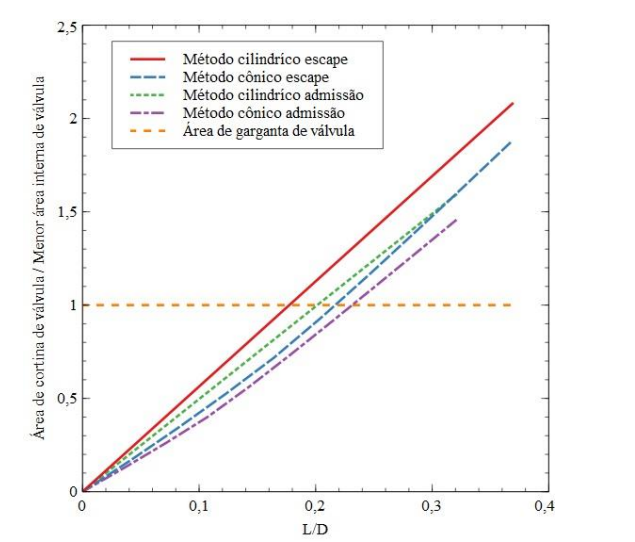 2,5
2
1,5
1
0,5
0
Área de cortina de válvula / Menor área interna de válvula
Método cilindríco escape
Método cônico escape
Método cilindríco admissão
Método cônico admissão
Área de garganta de válvula
0
0,1
0,2
0,3
0,4
L/D